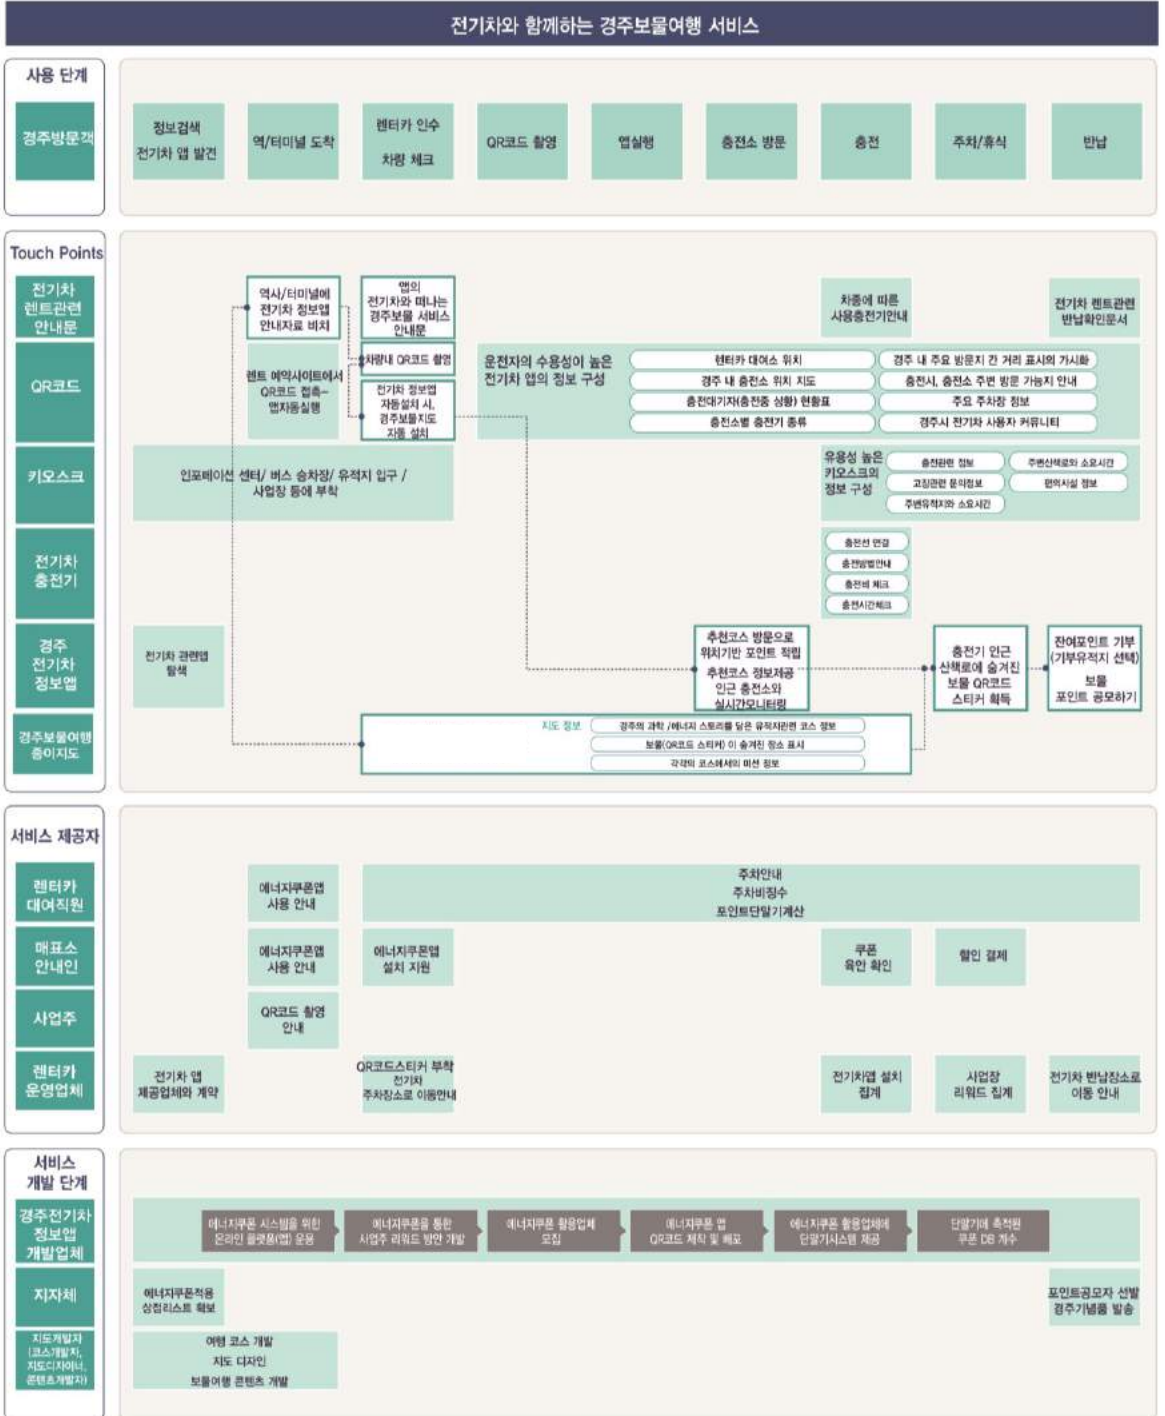 전기차와 함께하는 경주보물여행 서비스
사용 단계
경주방문객
정보검색
전기차 앱 발견
역/터미널 도착
렌터카 인수
차량 체크
QR코드 촬영
앱실행
충전소 방문
충전
주차/휴식
반납
Touch Points
전기차
렌트관련
안내문
역사/터미널에
전기차 정보앱
안내자료 비치
앱의
전기차와 떠나는
경주보물 서비스
안내문
차종에 따른
사용충전기안내
전기차 렌트관련
반납확인문서
QR코드
렌트 예약사이트에서
QR코드 접촉-
앱자동실행
차량내 QR코드 촬영
전기차 정보앱
자동설치 시,
경주보물지도
자동 설치
운전자의 수용성이 높은
전기차 앱의 정보 구성
렌터카 대여소 위치
경주 내 충전소 위치 지도
충전대기자(충전중 상황) 현황표
충전소별 충전기 종류
경주 내 주요 방문지 간 거리 표시의 가시화
충전시, 충전소 주변 방문 가능지 안내
주요 주차장 정보
경주시 전기차 사용자 커뮤니티
키오스크
인포메이션 센터/ 버스 승차장/ 유적지 입구 /
사업장 등에 부착
유용성 높은
키오스크의
정보 구성
충전관련 정보
고장관련 문의정보
주변유적지와 소요시간
주변산책로와 소요시간
편의시설 정보
전기차
충전기
충전선 연결
충전방법안내
충전비 체크
충전시간체크
경주
전기차
정보앱
전기차 관련앱
탐색
추천코스 방문으로
위치기반 포인트 적립
추천코스 정보제공
인근 충전소와
실시간모니터링
충전기 인근
산책로에 숨겨진
보물 QR코드
스티커 획득
잔여포인트 기부
(기부유적지 선택)
보물
포인트 공모하기
경주보물여행
종이지도
지도 정보
경주의 과학 /에너지 스토리를 담은 유적지관련 코스 정보
보물(QR코드 스티커) 이 숨겨진 장소 표시
각각의 코스에서의 미션 정보
서비스 제공자
렌터카
대여직원
에너지쿠폰앱
사용 안내
주차안내
주차비징수
포인트단말기계산
매표소
안내인
에너지쿠폰앱
사용 안내
에너지쿠폰앱
설치 지원
쿠폰
육안 확인
할인 결제
사업주
QR코드 촬영
안내
렌터카
운영업체
전기차 앱
제공업체와 계약
QR코드스티커 부착
전기차
주차장소로 이동안내
전기차앱 설치
집계
사업장
리워드 집계
전기차 반납장소로
이동 안내
서비스
개발 단계
경주전기차
정보앱
개발업체
에너지쿠폰 시스템을 위한
온라인 플랫폼(앱) 운용
에너지쿠폰을 통한
사업주 리워드 방안 개발
에너지쿠폰 활용업체
모집
에너지쿠폰 앱
QR코드 제작 및 배포
에너지쿠폰 활용업체에
단말기시스템 제공
단말기에 축적된
쿠폰 DB 계수
지자체
에너지쿠폰적용
상점리스트 확보
포인트공모자 선발
경주기념품 발송
지도개발자
(코스개발자,
지도디자이너,
콘텐츠개발자)
여행 코스 개발
지도 디자인
보물여행 콘텐츠 개발